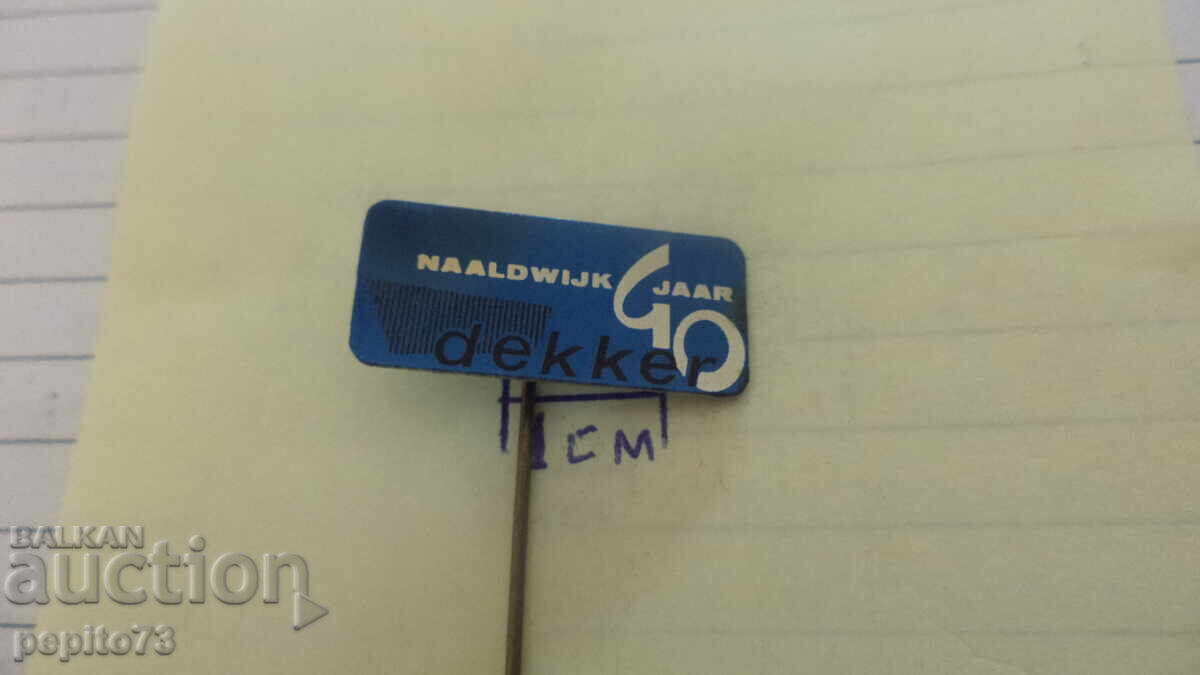 NAALDWIJK 40 JAAR
dekker
1 CM
BALKAN
auction
pepito73